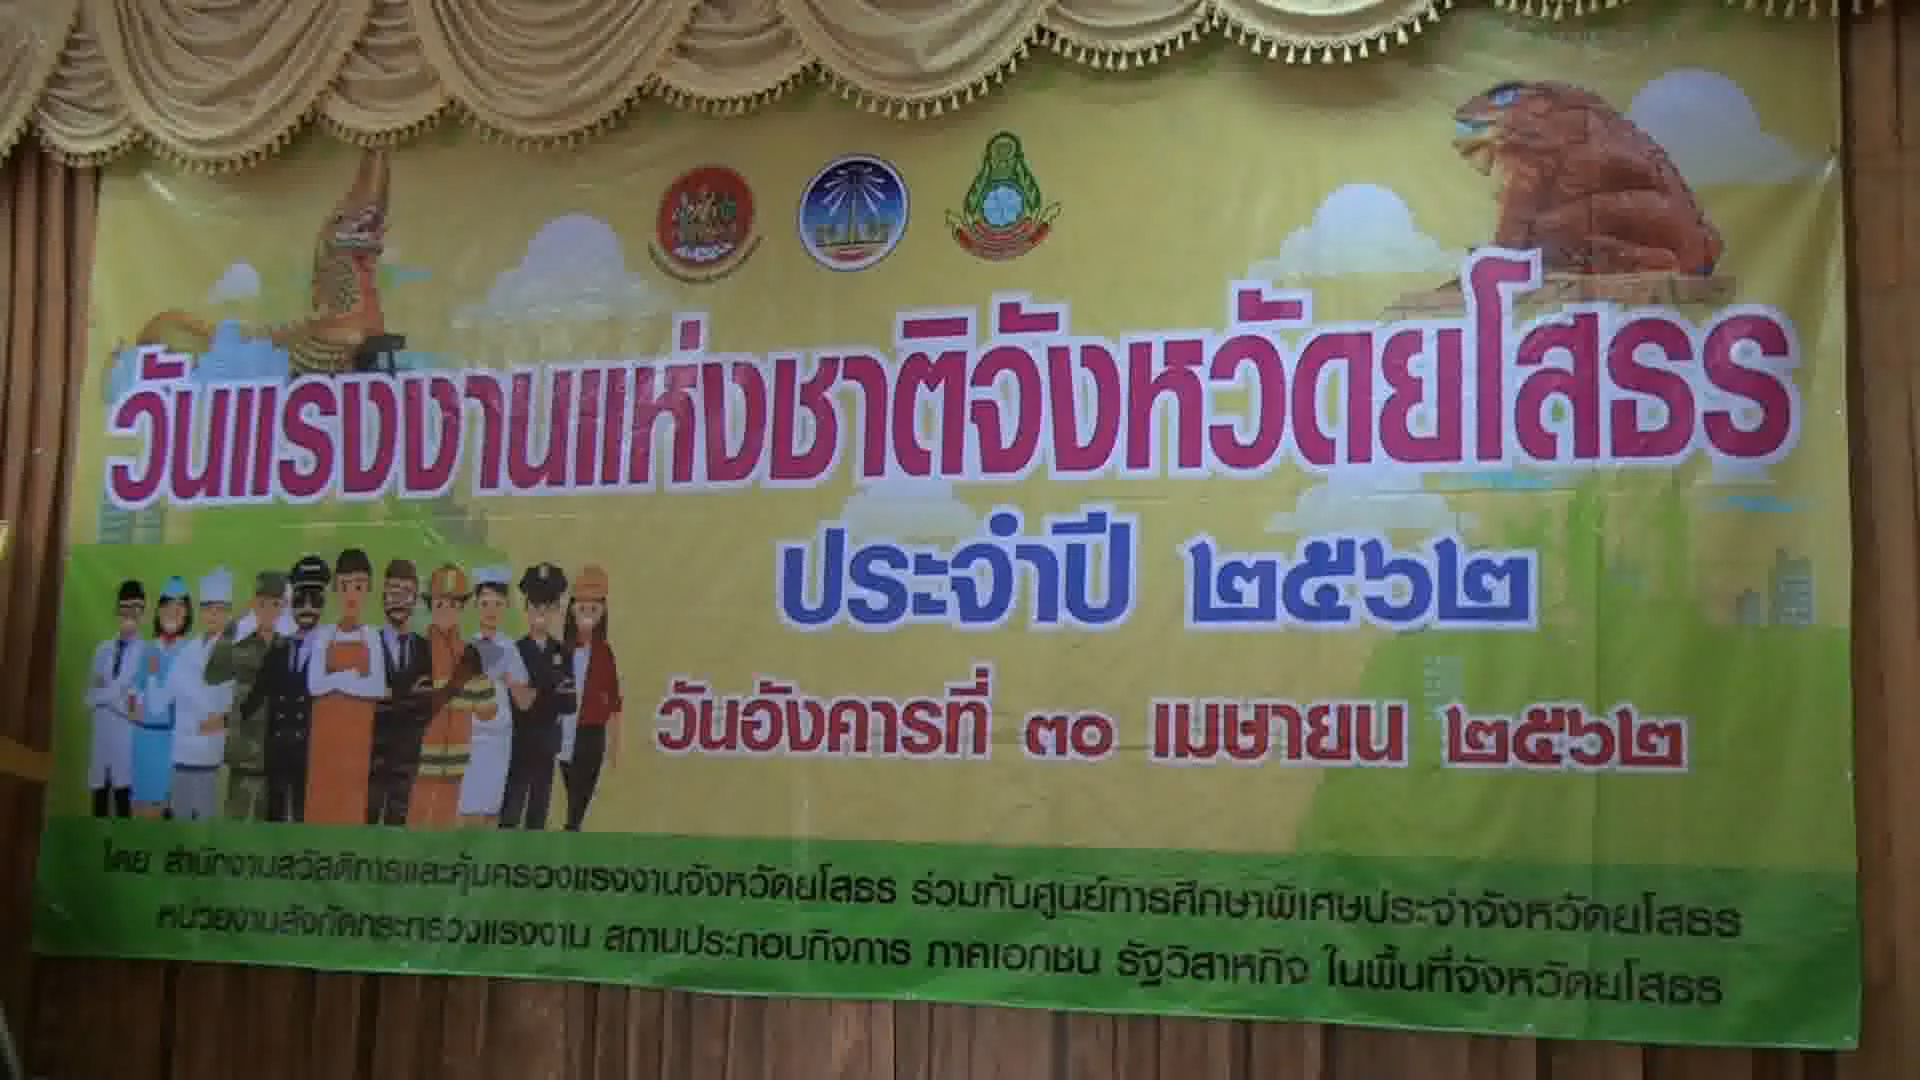 วันแรงงานแห่งชาติจังหวัดยโสธร
ประจำปี ๒๕๖๒
วันอังคารที่ ๓๐ เมษายน ๒๕๖๒
โดย สำนักงานสวัสดิการและคุ้มครองแรงงานจังหวัดยโสธร ร่วมกับศูนย์การศึกษาพิเศษประจำจังหวัดยโสธร
หน่วยงานสังกัดกระทรวงแรงงาน สถานประกอบกิจการ ภาคเอกชน รัฐวิสาหกิจ ในพื้นที่จังหวัดยโสธร